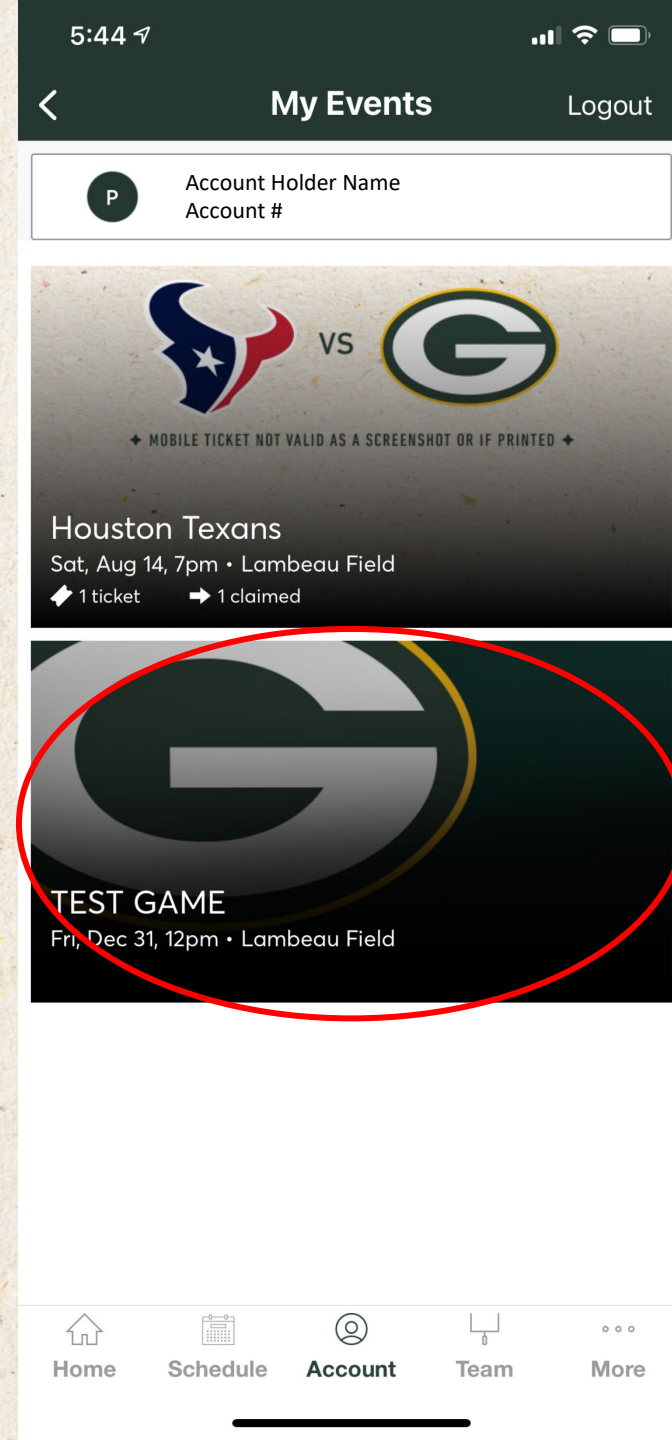 5:44
My Events
Logout
P
Account Holder Name
Account #
VS
G
✦ MOBILE TICKET NOT VALID AS A SCREENSHOT OR IF PRINTED ✦
Houston Texans
Sat, Aug 14, 7pm • Lambeau Field
1 ticket
1 claimed
G
TEST GAME
Fri, Dec 31, 12pm • Lambeau Field
Home
Schedule
Account
Team
More